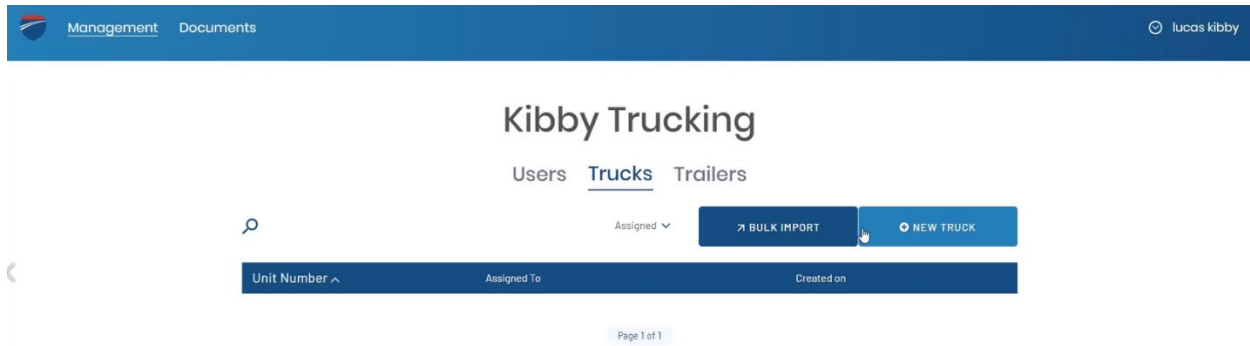 Management Documents lucas kibby
Kibby Trucking
Users Trucks Trailers
Assigned BULK IMPORT NEW TRUCK
Unit Number Assigned To Created on
Page 1 of 1